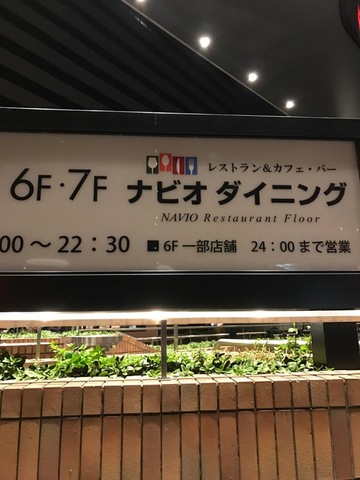 レストラン&カフェ・バー
6F・7F ナビオ ダイニング
NAVIO Restaurant Floor
00～22：30 ■6F 一部店舗 24：00まで営業